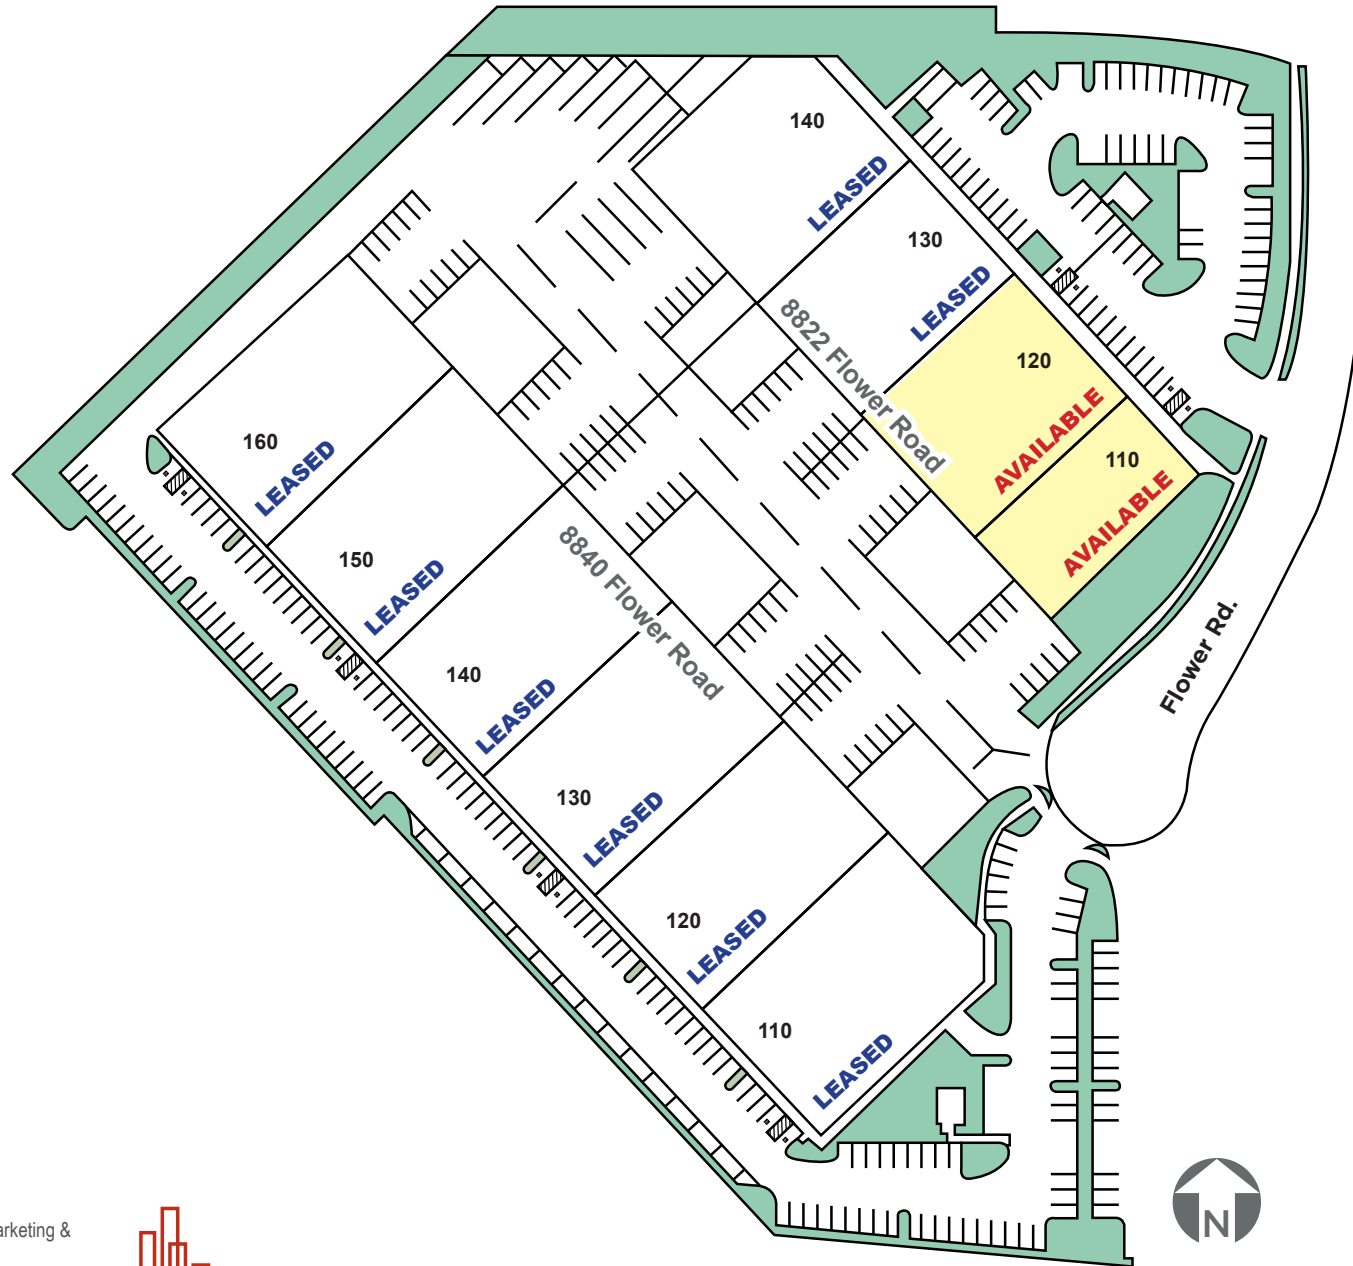 140
LEASED
130
LEASED
8822 Flower Road
120
AVAILABLE
110
AVAILABLE
160
LEASED
150
LEASED
8840 Flower Road
140
LEASED
130
LEASED
120
LEASED
110
LEASED
Flower Rd.
N
arketing &